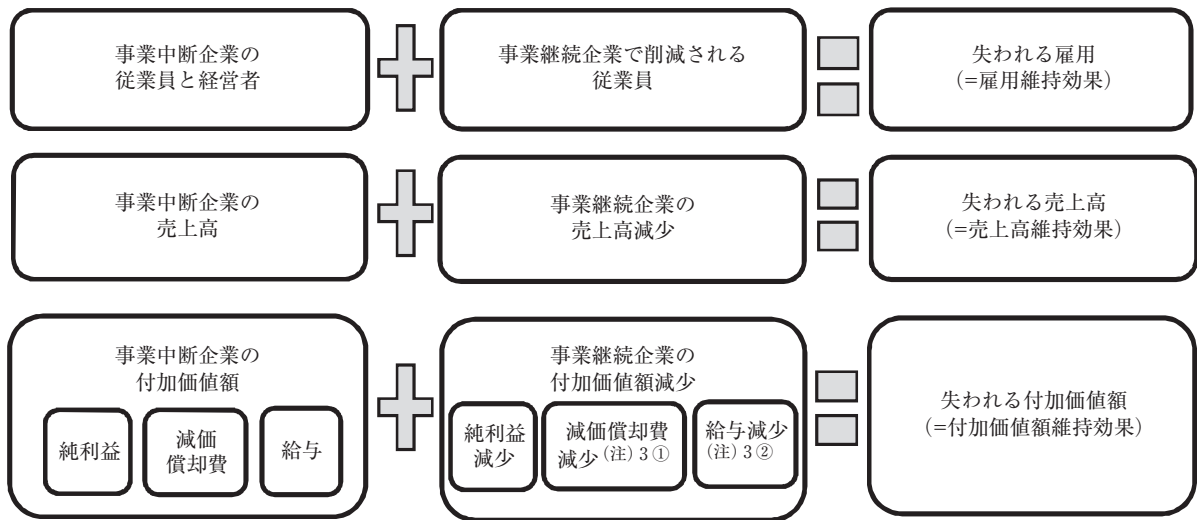 事業中断企業の
従業員と経営者
事業継続企業で削減される
従業員
失われる雇用
(=雇用維持効果)
事業中断企業の
売上高
事業継続企業の
売上高減少
失われる売上高
(=売上高維持効果)
事業中断企業の
付加価値額
純利益
減価
償却費
給与
事業継続企業の
付加価値額減少
純利益
減少
減価償却費
減少(注)3①
給与減少
(注)3②
失われる付加価値額
(=付加価値額維持効果)